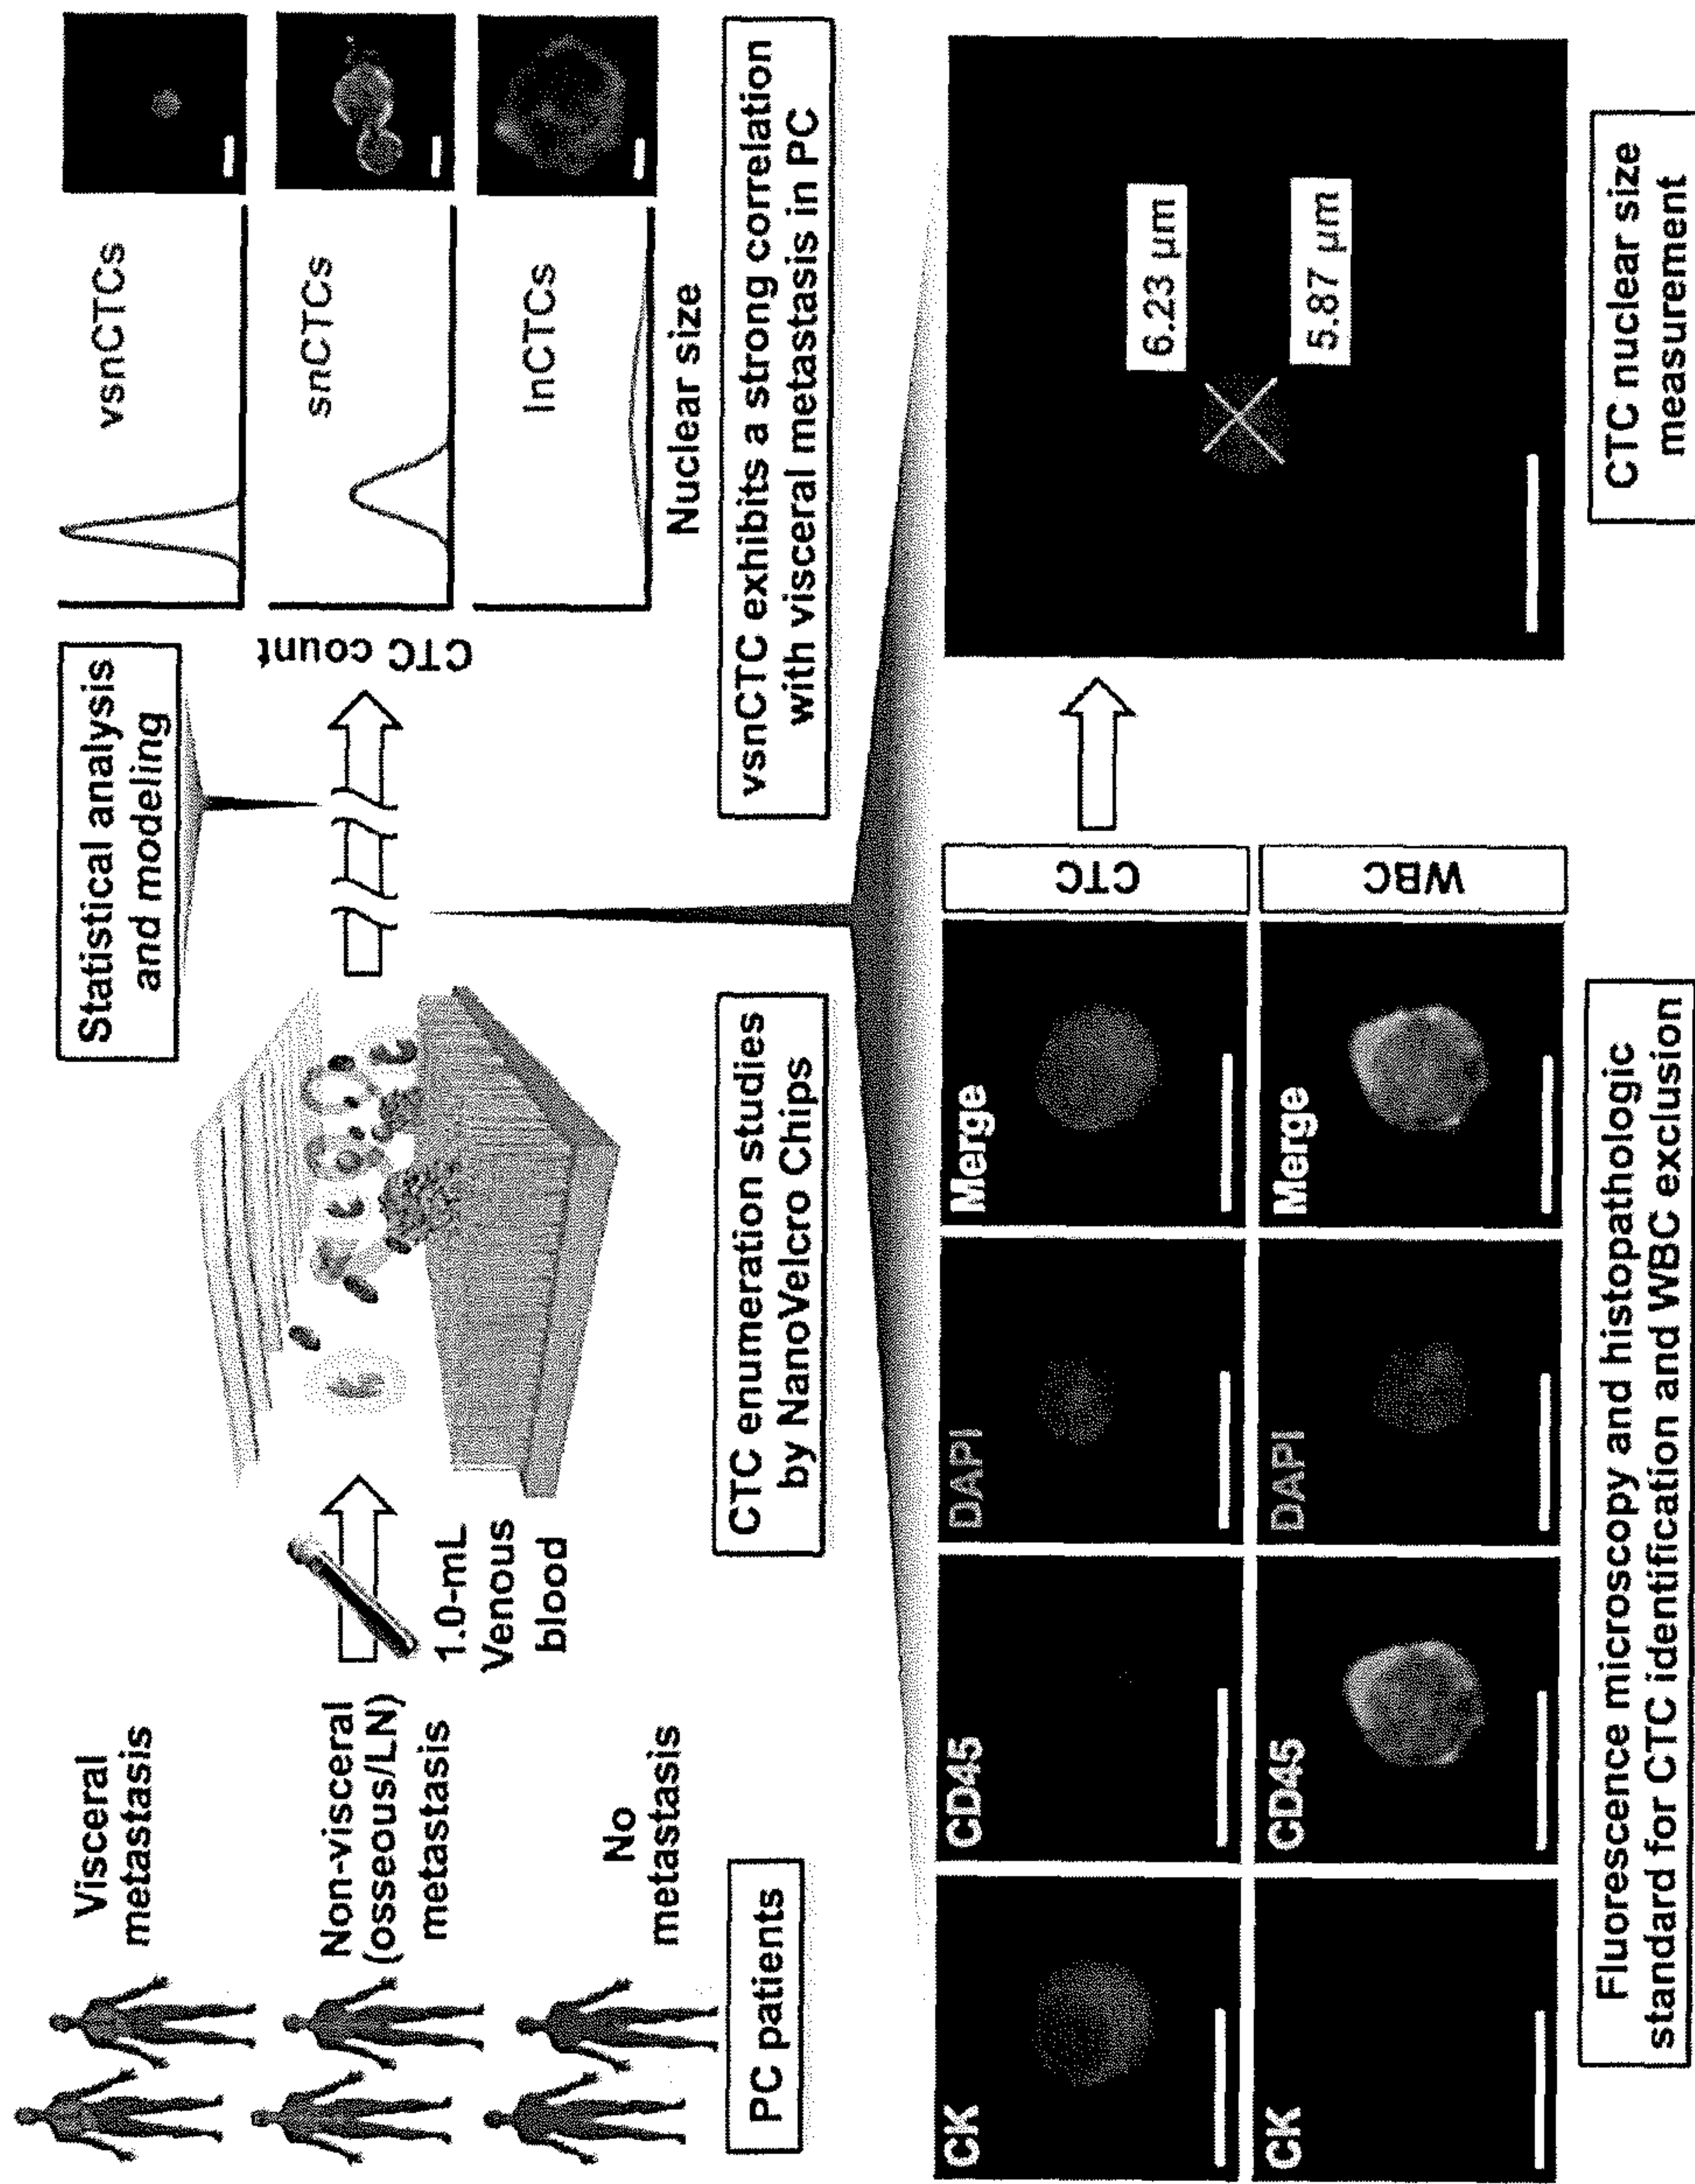 Visceral
metastasis
Non-visceral
(osseous/LN)
metastasis
No
metastasis
PC patients
1.0-mL
Venous
blood
CTC enumeration studies
by NanoVelcro Chips
Statistical analysis
and modeling
CTC count
vsnCTCs
snCTCs
lnCTCs
Nuclear size
vsnCTC exhibits a strong correlation
with visceral metastasis in PC
CK
CD45
DAPI
Merge
CTC
CK
CD45
DAPI
Merge
WBC
Fluorescence microscopy and histopathologic
standard for CTC identification and WBC exclusion
6.23 µm
5.87 µm
CTC nuclear size
measurement